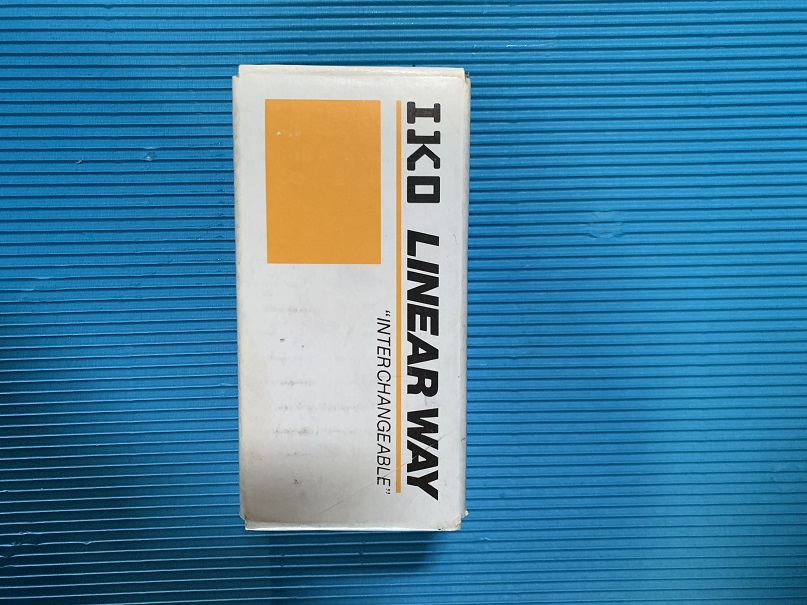 IKO LINEAR WAY
“INTERCHANGEABLE”